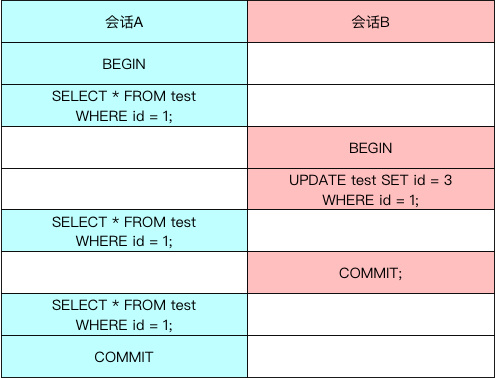 会话A
会话B
BEGIN
SELECT * FROM test
WHERE id = 1;
BEGIN
UPDATE test SET id = 3
WHERE id = 1;
SELECT * FROM test
WHERE id = 1;
COMMIT;
SELECT * FROM test
WHERE id = 1;
COMMIT